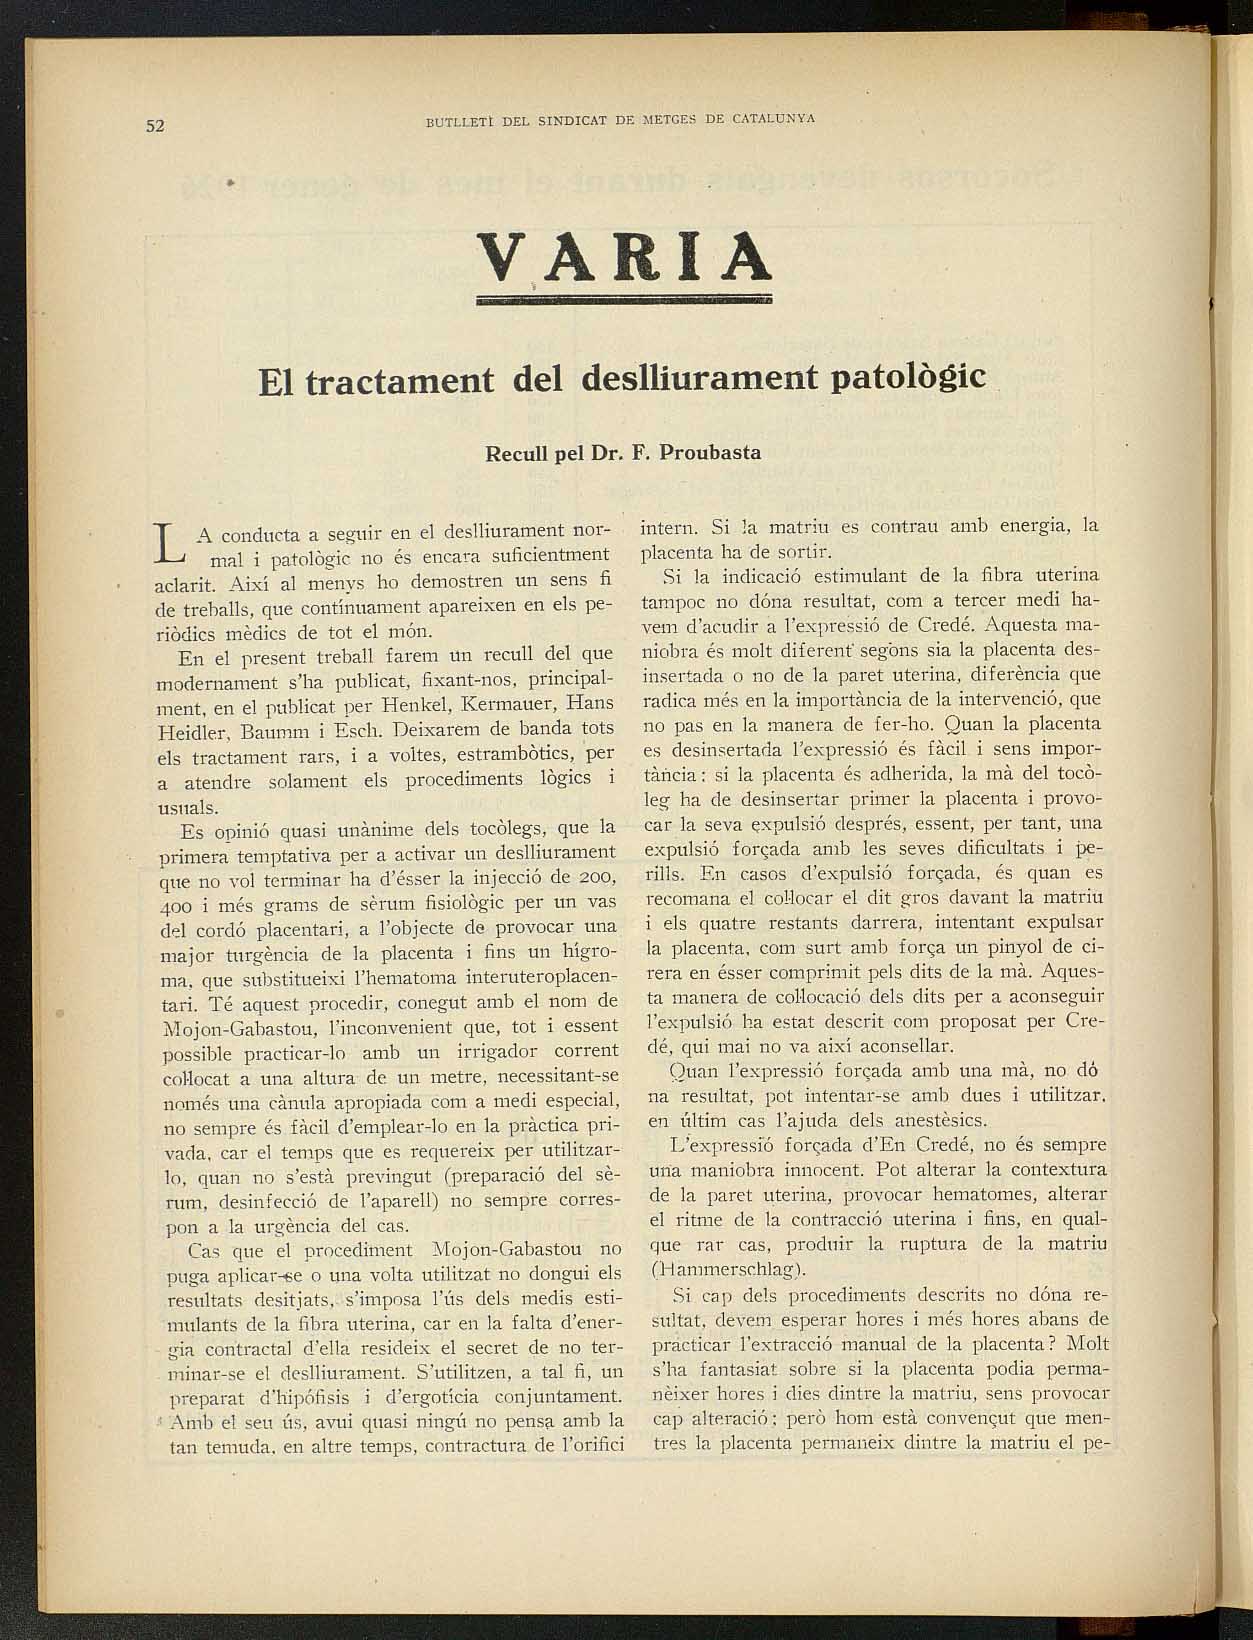 52
BUTLLETÍ DEL SINDICAT DE METGES DE CATALUNYA
VARIA
El tractament del deslliurament patològic
Recull pel Dr. F. Proubasta
LA conducta a seguir en el deslliurament nor-
mal i patològic no és encara suficientment
aclarit. Així al menys ho demostren un sens fi
de treballs, que contínuament apareixen en els pe-
riòdics mèdics de tot el món.
En el present treball farem un recull del que
modernament s'ha publicat, fixant-nos, principal-
ment, en el publicat per Henkel, Kermauer, Hans
Heidler, Baumm i Esch. Deixarem de banda tots
els tractament rars, i a voltes, estrambòtics, per
a atendre solament els procediments lògics i
usuals.
Es opinió quasi unànime dels tocòlegs, que la
primera temptativa per a activar un deslliurament
que no vol terminar ha d'ésser la injecció de 200,
400 i més grams de sèrum fisiològic per un vas
del cordó placentari, a l'objecte de provocar una
major turgència de la placenta i fins un hígro-
ma, que substitueixi l'hematoma interuteroplacen-
tari. Té aquest procedir, conegut amb el nom de
Mojon-Gabastou, l'inconvenient que, tot i essent
possible practicar-lo amb un irrigador corrent
col·locat a una altura de un metre, necessitant-se
només una cànula apropiada com a medi especial,
no sempre és fàcil d'emplear-lo en la pràctica pri-
vada, car el temps que es requereix per utilitzar-
lo, quan no s'està previngut (preparació del sè-
rum, desinfecció de l'aparell) no sempre corres-
pon a la urgència del cas.
Cas que el procediment Mojon-Gabastou no
puga aplicar-se o una volta utilitzat no dongui els
resultats desitjats, s'imposa l'ús dels medis esti-
mulants de la fibra uterina, car en la falta d'ener-
gia contractal d'ella resideix el secret de no ter-
minar-se el deslliurament. S'utilitzen, a tal fi, un
preparat d'hipófisis i d'ergotícia conjuntament.
Amb el seu ús, avui quasi ningú no pensa amb la
tan temuda, en altre temps, contractura de l'orifici
intern. Si la matriu es contrau amb energia, la
placenta ha de sortir.
Si la indicació estimulant de la fibra uterina
tampoc no dóna resultat, com a tercer medi ha-
vem d'acudir a l'expressió de Credé. Aquesta ma-
niobra és molt diferent segons sia la placenta des-
insertada o no de la paret uterina, diferència que
radica més en la importància de la intervenció, que
no pas en la manera de fer-ho. Quan la placenta
es desinsertada l'expressió és fàcil i sens impor-
tància: si la placenta és adherida, la mà del tocò-
leg ha de desinsertar primer la placenta i provo-
car la seva expulsió després, essent, per tant, una
expulsió forçada amb les seves dificultats i pe-
rills. En casos d'expulsió forçada, és quan es
recomana el col·locar el dit gros davant la matriu
i els quatre restants darrera, intentant expulsar
la placenta, com surt amb força un pinyol de ci-
rera en ésser comprimit pels dits de la mà. Aques-
ta manera de col·locació dels dits per a aconseguir
l'expulsió ha estat descrit com proposat per Cre-
dé, qui mai no va així aconsellar.
Quan l'expressió forçada amb una mà, no dó
na resultat, pot intentar-se amb dues i utilitzar,
en últim cas l'ajuda dels anestèsics.
L'expressió forçada d'En Credé, no és sempre
una maniobra innocent. Pot alterar la contextura
de la paret uterina, provocar hematomes, alterar
el ritme de la contracció uterina i fins, en qual-
que rar cas, produir la ruptura de la matriu
(Hammerschlag).
Si cap dels procediments descrits no dóna re-
sultat, devem esperar hores i més hores abans de
pràcticar l'extracció manual de la placenta? Molt
s'ha fantasiat sobre si la placenta podia perma-
nèixer hores i dies dintre la matriu, sens provocar
cap alteració; però hom està convençut que men-
tres la placenta permaneix dintre la matriu el pe-